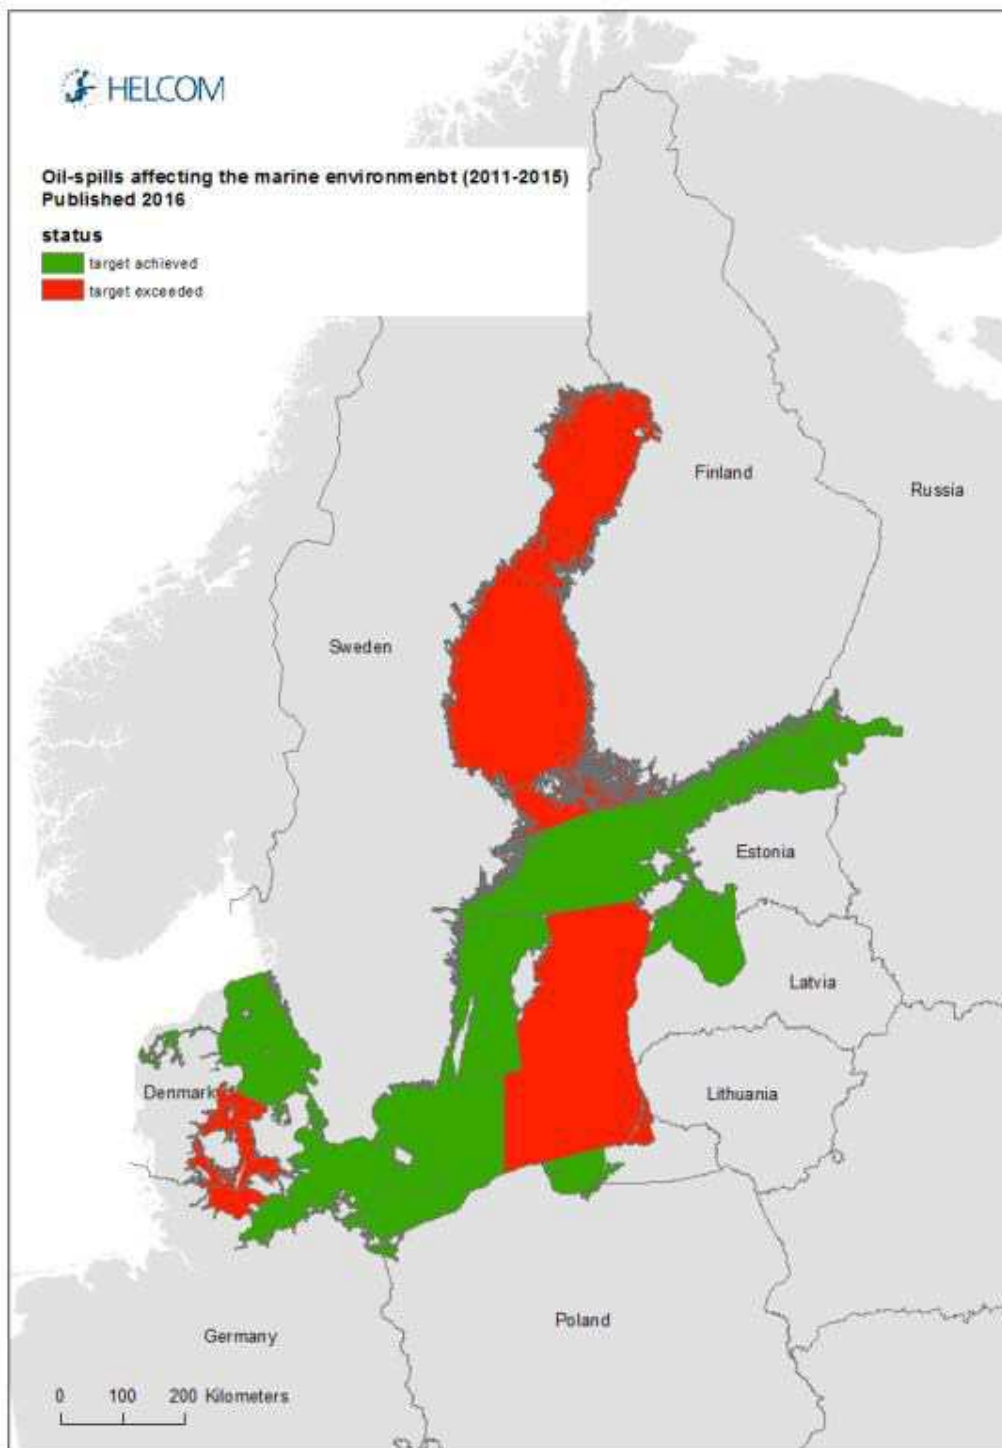 HELCOM
Oil-spills affecting the marine environmenbt (2011-2015)
Published 2016
status
target achieved
target exceeded
Finland
Russia
Sweden
Estonia
Latvia
Denmark
Lithuania
Poland
Germany
0 100 200 Kilometers